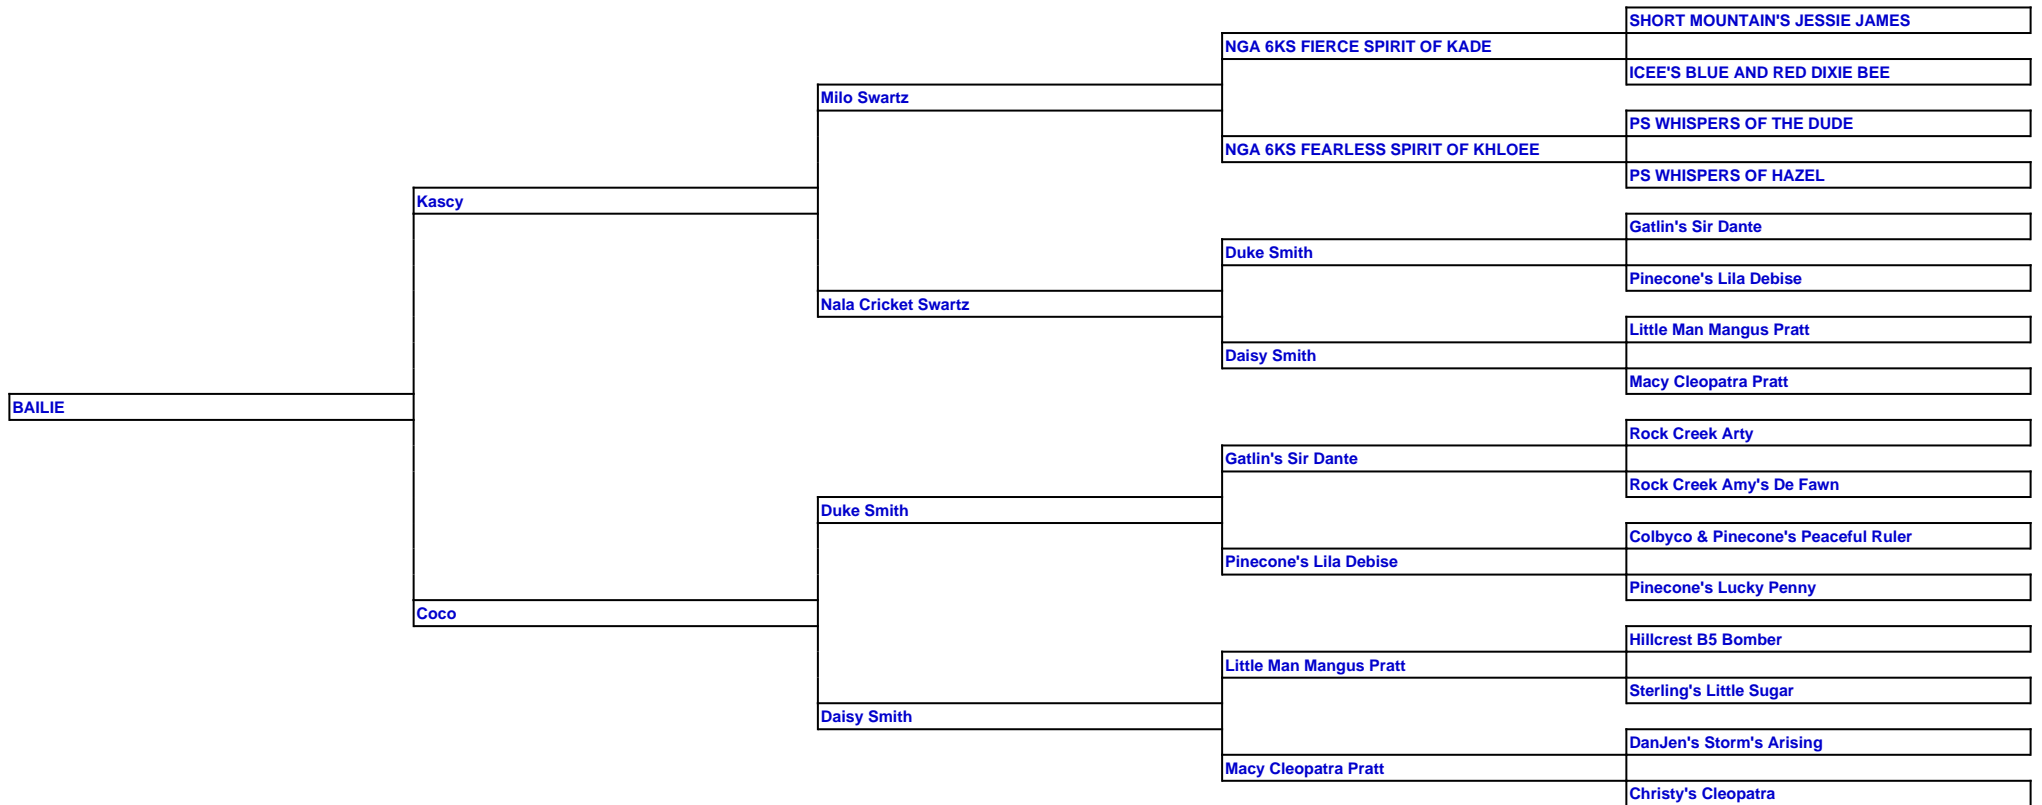 SHORT MOUNTAIN'S JESSIE JAMES
NGA 6KS FIERCE SPIRIT OF KADE
ICEE'S BLUE AND RED DIXIE BEE
Milo Swartz
PS WHISPERS OF THE DUDE
NGA 6KS FEARLESS SPIRIT OF KHLOEE
PS WHISPERS OF HAZEL
Kascy
Gatlin's Sir Dante
Duke Smith
Pinecone's Lila Debise
Nala Cricket Swartz
Little Man Mangus Pratt
Daisy Smith
Macy Cleopatra Pratt
BAILIE
Rock Creek Arty
Gatlin's Sir Dante
Rock Creek Amy's De Fawn
Duke Smith
Colbyco & Pinecone's Peaceful Ruler
Pinecone's Lila Debise
Pinecone's Lucky Penny
Coco
Hillcrest B5 Bomber
Little Man Mangus Pratt
Sterling's Little Sugar
Daisy Smith
DanJen's Storm's Arising
Macy Cleopatra Pratt
Christy's Cleopatra